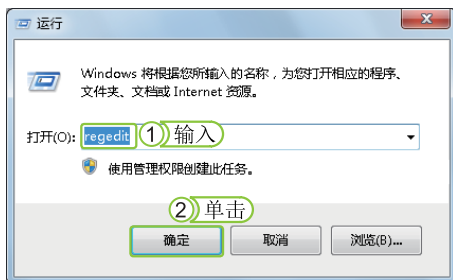 运行
Windows 将根据您所输入的名称，为您打开相应的程序、
文件夹、文档或 Internet 资源。
打开(O): regedit ① 输入
使用管理权限创建此任务。
② 单击
确定 取消 浏览(B)...